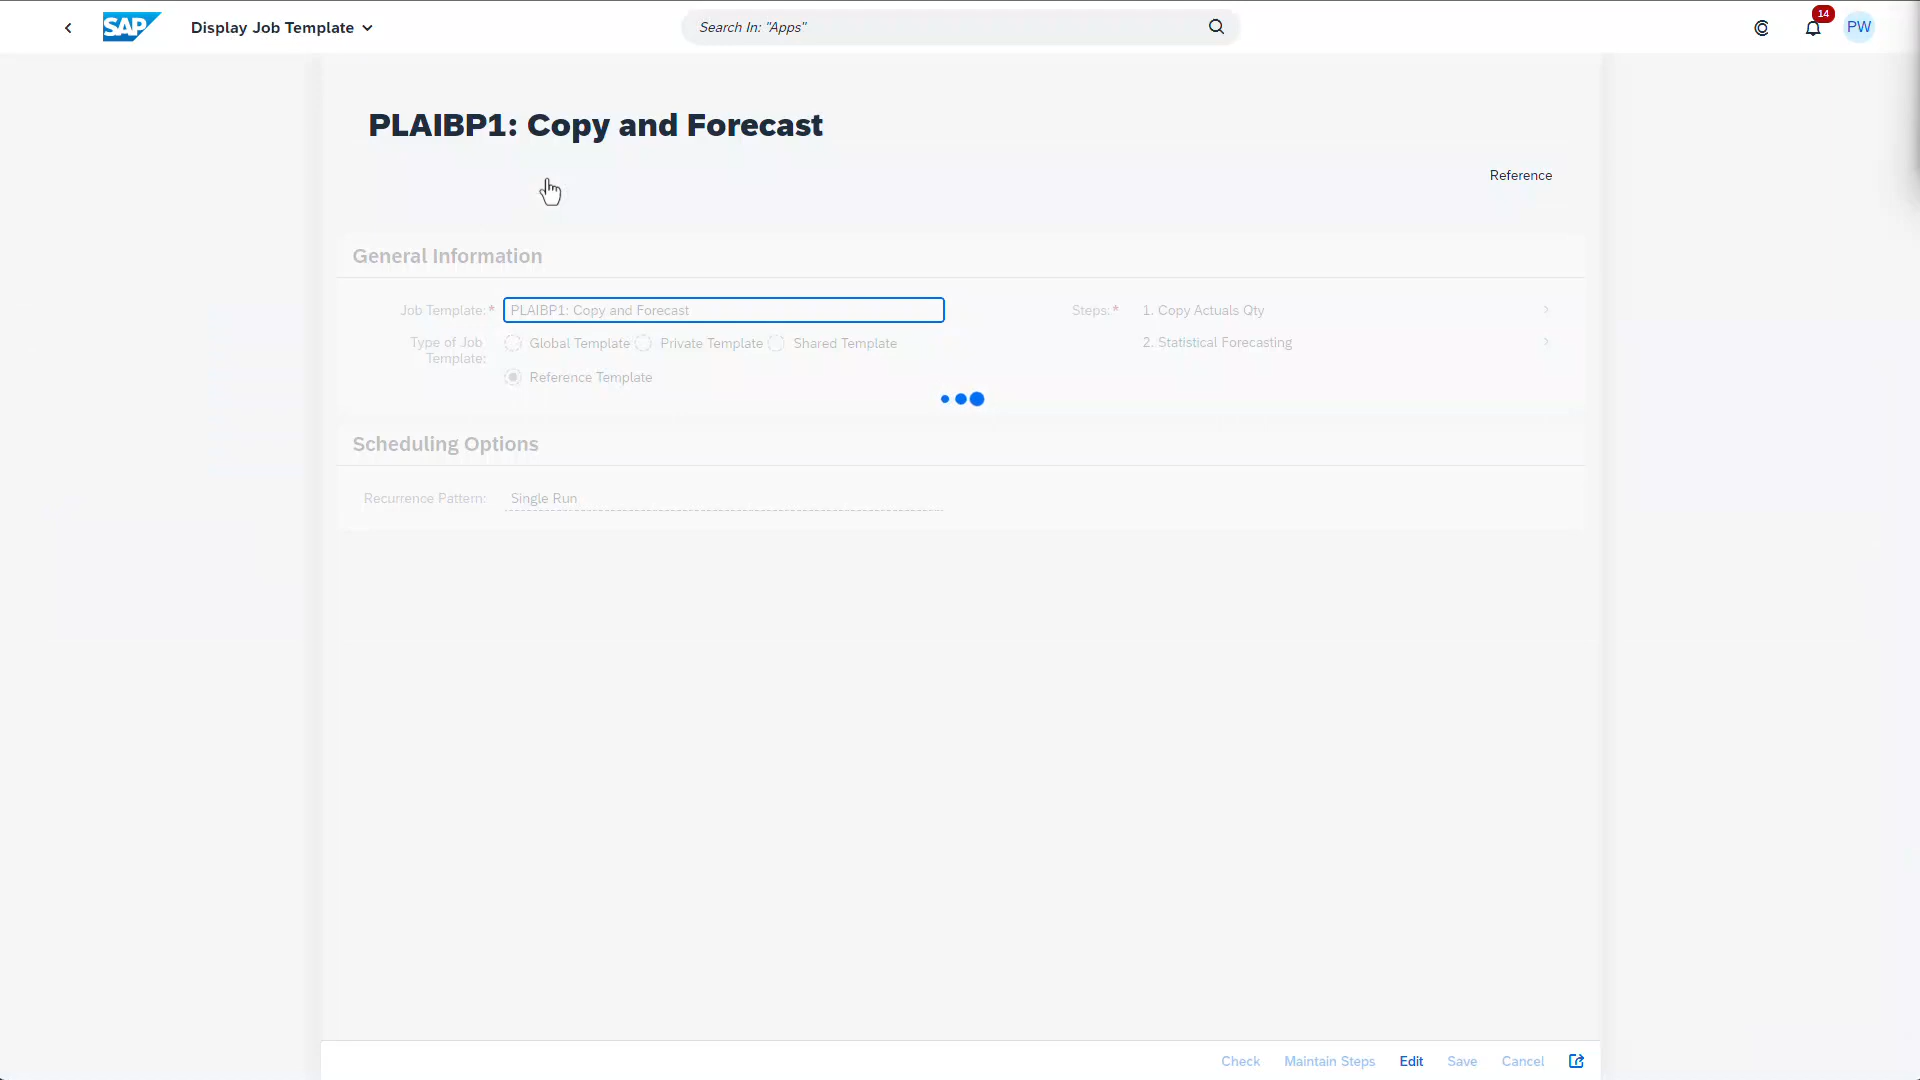 SAP
Display Job Template
Search In: "Apps"
14
PW
PLAIBP1: Copy and Forecast
Reference
General Information
Job Template:* PLAIBP1: Copy and Forecast
Type of Job Template: Global Template Private Template Shared Template
Reference Template
Steps:* 1. Copy Actuals Qty
2. Statistical Forecasting
Scheduling Options
Recurrence Pattern: Single Run
Check Maintain Steps Edit Save Cancel